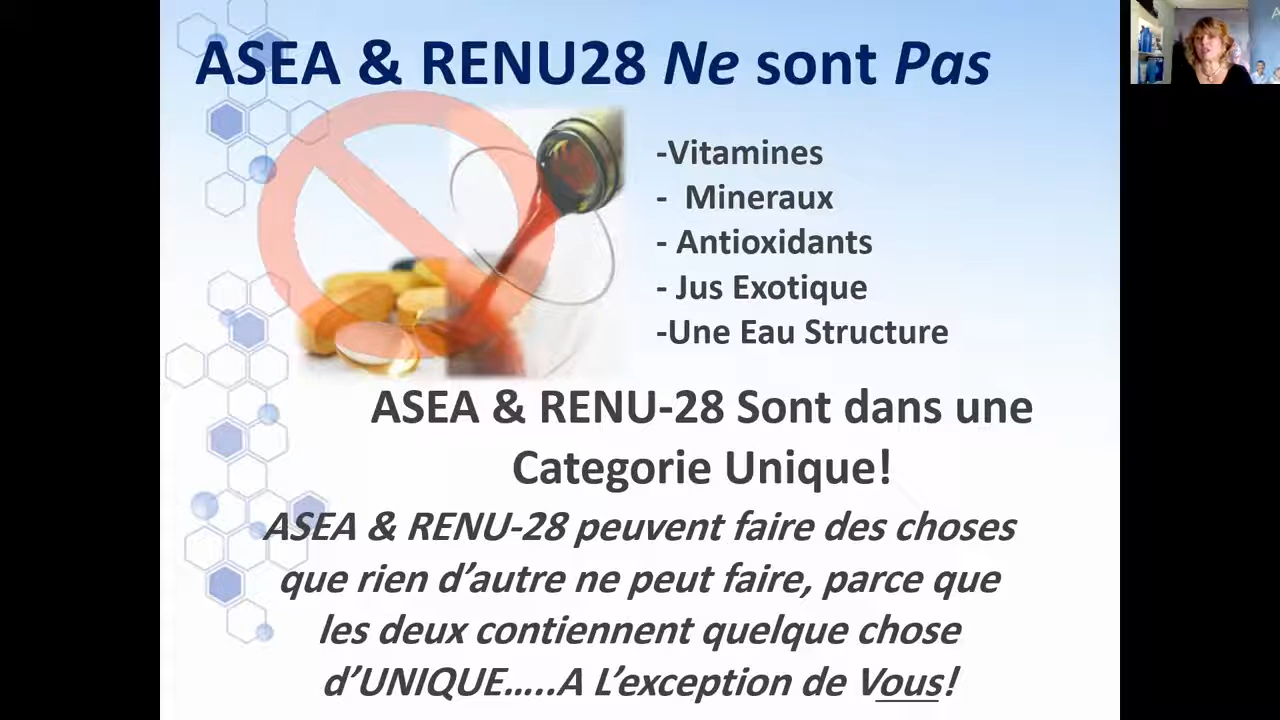 ASEA & RENU28 Ne sont Pas
-Vitamines
- Mineraux
- Antioxidants
- Jus Exotique
-Une Eau Structure
ASEA & RENU-28 Sont dans une
Categorie Unique!
ASEA & RENU-28 peuvent faire des choses
que rien d’autre ne peut faire, parce que
les deux contiennent quelque chose
d’UNIQUE…..A L’exception de Vous!